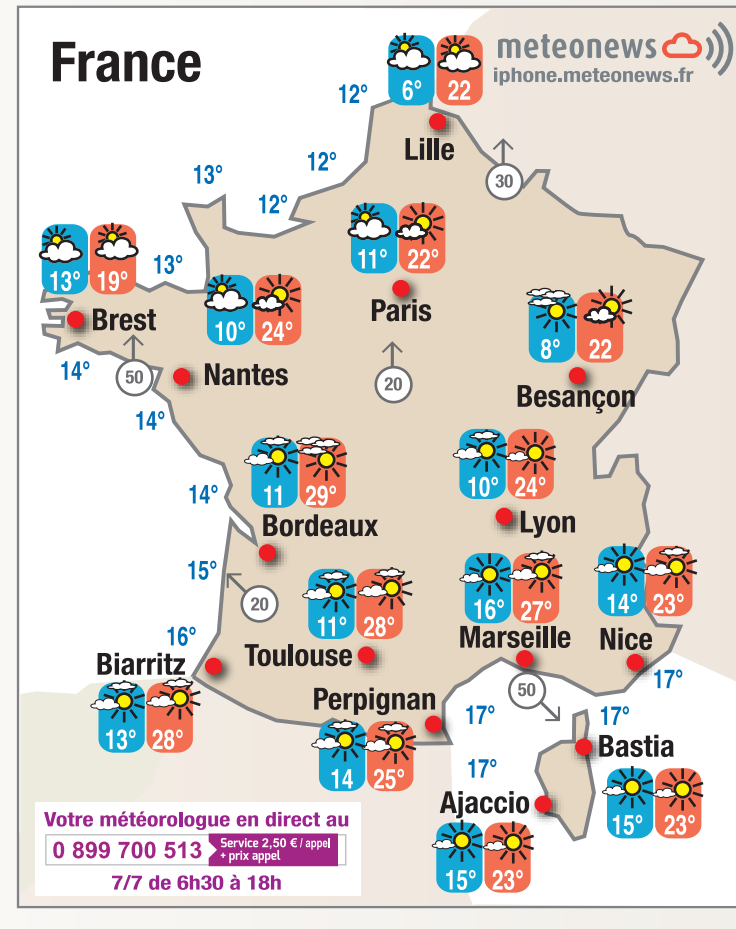 France
meteonews
iphone.meteonews.fr
6° 22
12°
Lille
30
12°
13°
12°
11° 22°
Paris
13° 19°
13°
Brest
10° 24°
8° 22
14°
50
Nantes
20
Besançon
14°
11 29°
10° 24°
14°
Bordeaux
Lyon
15°
20
11° 28°
16° 27°
14° 23°
16°
Biarritz
Toulouse
Marseille
Nice
17°
13° 28°
Perpignan
50
17°
17°
14 25°
17°
Bastia
Ajaccio
15° 23°
15° 23°
Votre météorologue en direct au
0 899 700 513
Service 2,50 € / appel
+ prix appel
7/7 de 6h30 à 18h